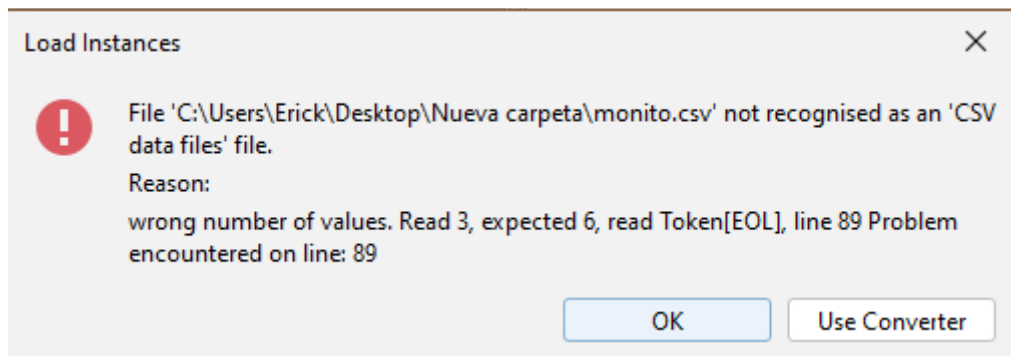 Load Instances
File 'C:\Users\Erick\Desktop\Nueva carpeta\monito.csv' not recognised as an 'CSV
data files' file.
Reason:
wrong number of values. Read 3, expected 6, read Token[EOL], line 89 Problem
encountered on line: 89
OK
Use Converter